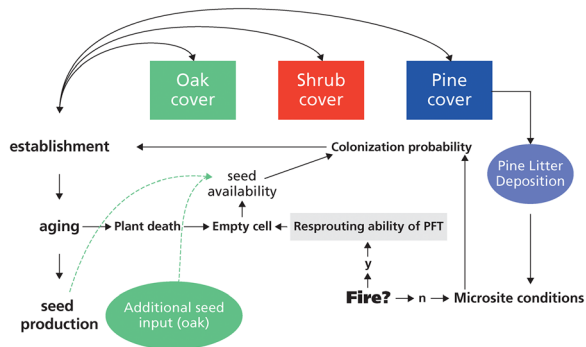 Oak
cover
Shrub
cover
Pine
cover
establishment
Colonization probability
Pine Litter
Deposition
seed
availability
aging
Plant death
Empty cell
Resprouting ability of PFT
y
seed
production
Additional seed
input (oak)
Fire?
n
Microsite conditions